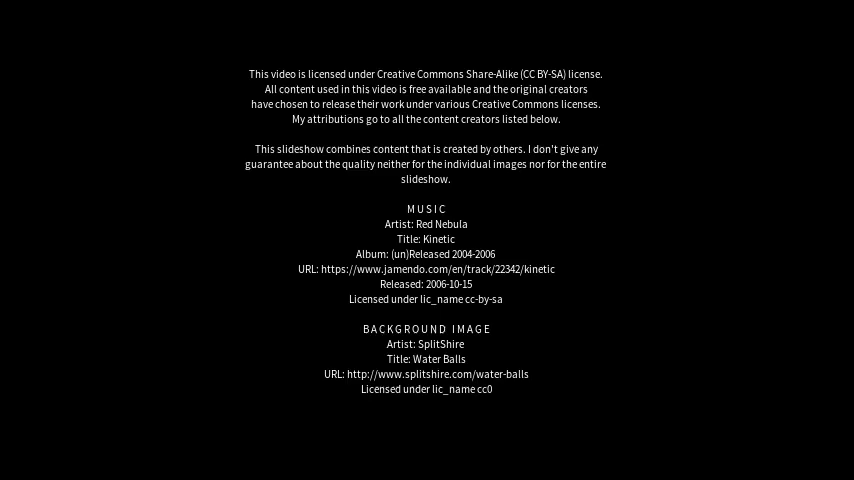 This video is licensed under Creative Commons Share-Alike (CC BY-SA) license.
All content used in this video is free available and the original creators
have chosen to release their work under various Creative Commons licenses.
My attributions go to all the content creators listed below.
This slideshow combines content that is created by others. I don't give any
guarantee about the quality neither for the individual images nor for the entire
slideshow.
MUSIC
Artist: Red Nebula
Title: Kinetic
Album: (un)Released 2004-2006
URL: https://www.jamendo.com/en/track/22342/kinetic
Released: 2006-10-15
Licensed under lic_name cc-by-sa
BACKGROUND IMAGE
Artist: SplitShire
Title: Water Balls
URL: http://www.splitshire.com/water-balls
Licensed under lic_name cc0